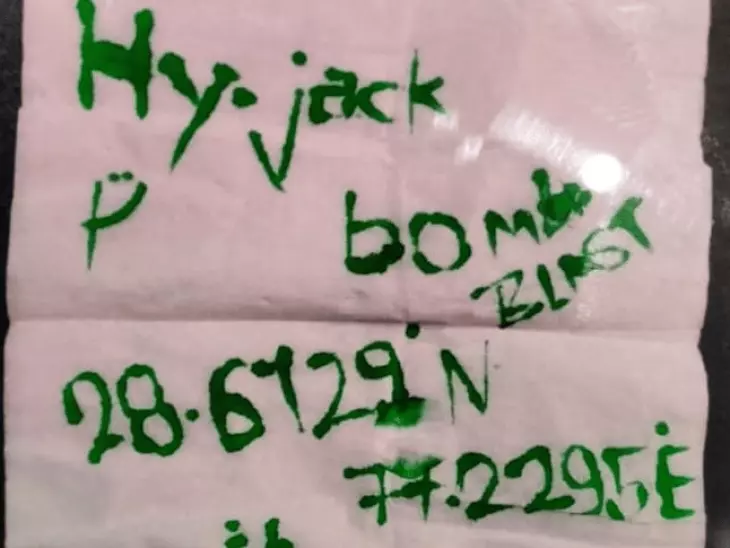 Hy.jack
bomb
BLAST
28.6129° N
77.2295° E